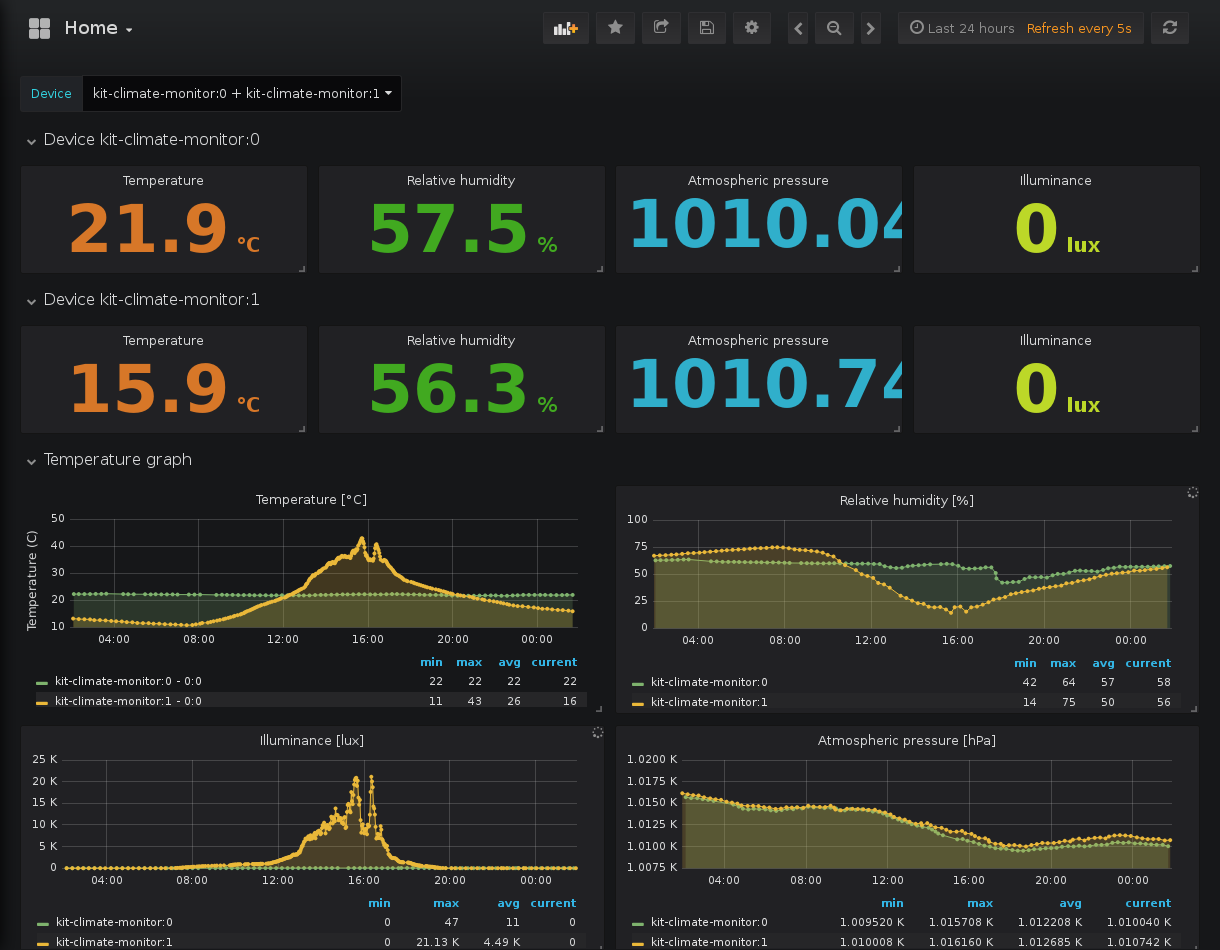 Home
Last 24 hours Refresh every 5s
Device kit-climate-monitor:0 + kit-climate-monitor:1
Device kit-climate-monitor:0
Temperature Relative humidity Atmospheric pressure Illuminance
21.9 °C 57.5 % 1010.04 0 lux
Device kit-climate-monitor:1
Temperature Relative humidity Atmospheric pressure Illuminance
15.9 °C 56.3 % 1010.74 0 lux
Temperature graph
Temperature [°C]
Temperature (C)
50
40
30
20
10
04:00 08:00 12:00 16:00 20:00 00:00
min max avg current
kit-climate-monitor:0 - 0:0 22 22 22 22
kit-climate-monitor:1 - 0:0 11 43 26 16
Relative humidity [%]
100
75
50
25
0
04:00 08:00 12:00 16:00 20:00 00:00
min max avg current
kit-climate-monitor:0 42 64 57 58
kit-climate-monitor:1 14 75 50 56
Illuminance [lux]
25 K
20 K
15 K
10 K
5 K
0
04:00 08:00 12:00 16:00 20:00 00:00
min max avg current
kit-climate-monitor:0 0 47 11 0
kit-climate-monitor:1 0 21.13 K 4.49 K 0
Atmospheric pressure [hPa]
1.0200 K
1.0175 K
1.0150 K
1.0125 K
1.0100 K
1.0075 K
04:00 08:00 12:00 16:00 20:00 00:00
min max avg current
kit-climate-monitor:0 1.009520 K 1.015708 K 1.012208 K 1.010040 K
kit-climate-monitor:1 1.010008 K 1.016160 K 1.012685 K 1.010742 K